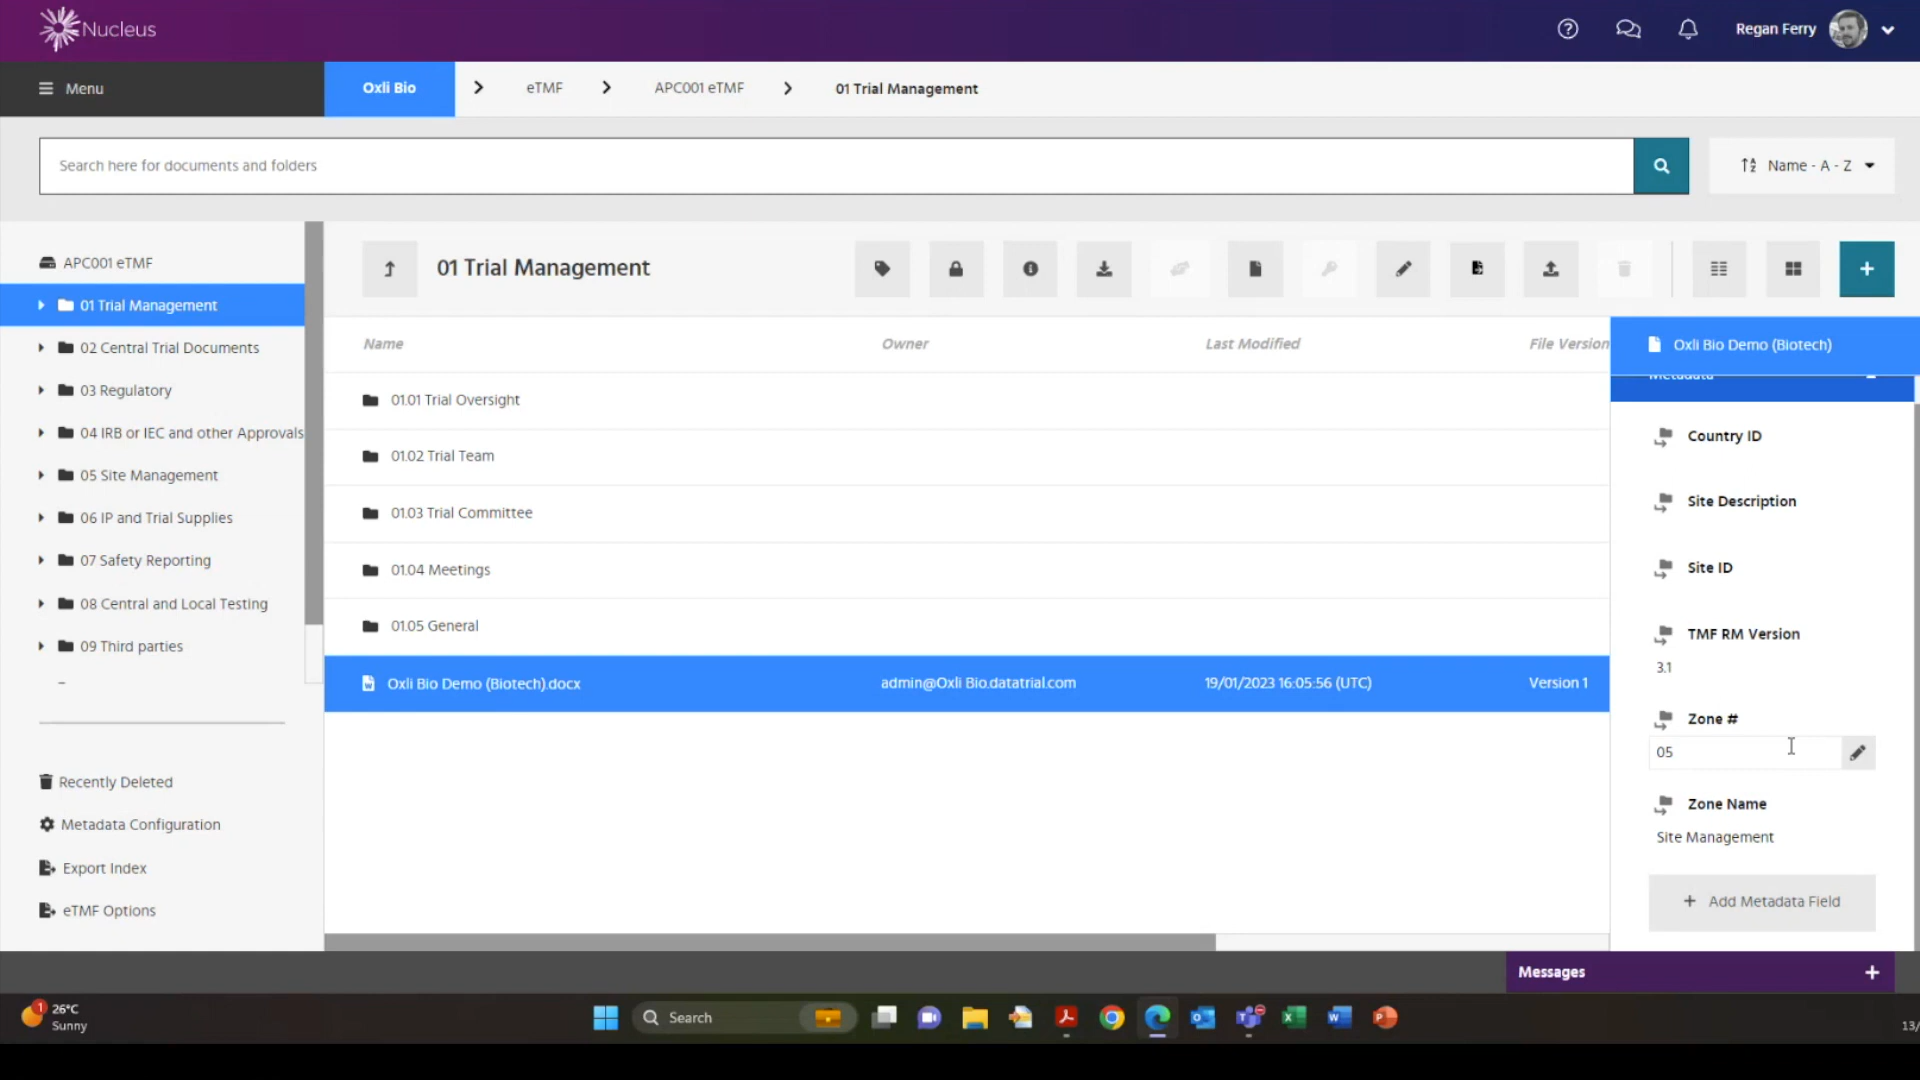 Nucleus
Regan Ferry
Menu
Oxli Bio
eTMF
APC001 eTMF
01 Trial Management
Search here for documents and folders
Name - A - Z
APC001 eTMF
01 Trial Management
02 Central Trial Documents
03 Regulatory
04 IRB or IEC and other Approvals
05 Site Management
06 IP and Trial Supplies
07 Safety Reporting
08 Central and Local Testing
09 Third parties
Recently Deleted
Metadata Configuration
Export Index
eTMF Options
01 Trial Management
Name Owner Last Modified File Version
01.01 Trial Oversight
01.02 Trial Team
01.03 Trial Committee
01.04 Meetings
01.05 General
Oxli Bio Demo (Biotech).docx admin@Oxli Bio.datatrial.com 19/01/2023 16:05:56 (UTC) Version 1
Oxli Bio Demo (Biotech)
Metadata
Country ID
Site Description
Site ID
TMF RM Version
3.1
Zone #
05
Zone Name
Site Management
+ Add Metadata Field
Messages +
1
26°C
Sunny
Search
13/